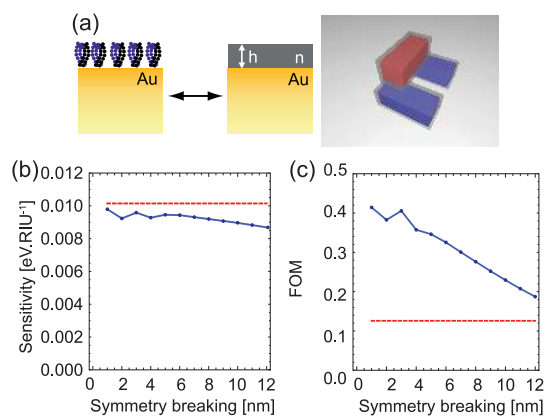 (a)
Au
h
n
Au
(b)
Sensitivity [eV.RIU⁻¹]
0.012
0.010
0.008
0.006
0.004
0.002
0.000
0 2 4 6 8 10 12
Symmetry breaking [nm]
(c)
FOM
0.5
0.4
0.3
0.2
0.1
0.0
0 2 4 6 8 10 12
Symmetry breaking [nm]